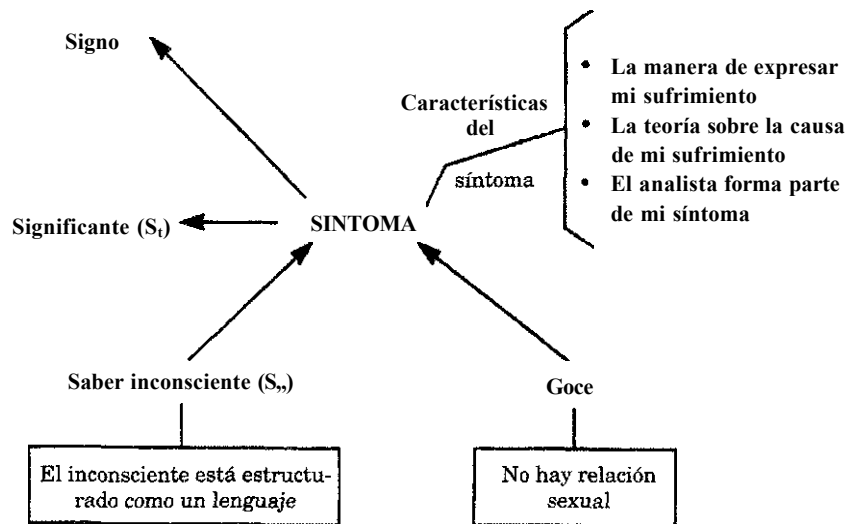 Signo
Características
del
síntoma
• La manera de expresar
mi sufrimiento
• La teoría sobre la causa
de mi sufrimiento
• El analista forma parte
de mi síntoma
Significante (Sₜ)
SINTOMA
Saber inconsciente (S„)
Goce
El inconsciente está estructu-
rado como un lenguaje
No hay relación
sexual